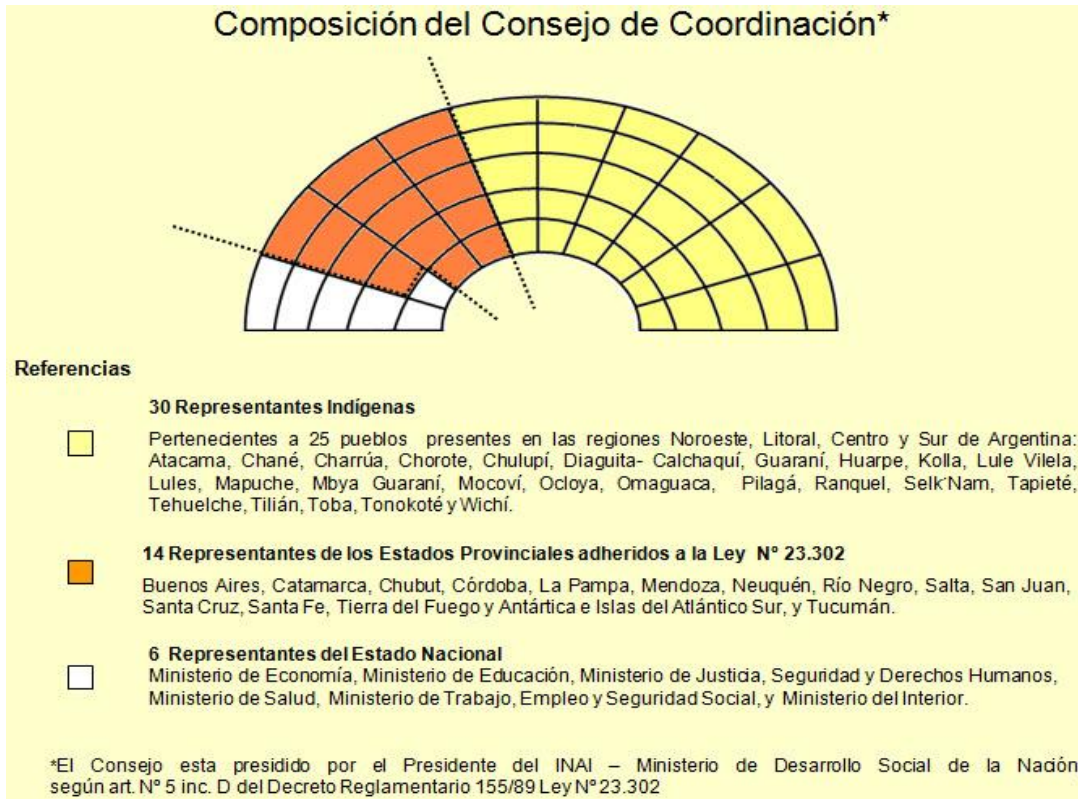 Composición del Consejo de Coordinación*
Referencias
30 Representantes Indígenas
Pertenecientes a 25 pueblos presentes en las regiones Noroeste, Litoral, Centro y Sur de Argentina:
Atacama, Chané, Charrúa, Chorote, Chulupí, Diaguita- Calchaquí, Guaraní, Huarpe, Kolla, Lule Vilela,
Lules, Mapuche, Mbya Guaraní, Mocoví, Ocloya, Omaguaca, Pilagá, Ranquel, Selk´Nam, Tapieté,
Tehuelche, Tilián, Toba, Tonokoté y Wichí.
14 Representantes de los Estados Provinciales adheridos a la Ley N° 23.302
Buenos Aires, Catamarca, Chubut, Córdoba, La Pampa, Mendoza, Neuquén, Río Negro, Salta, San Juan,
Santa Cruz, Santa Fe, Tierra del Fuego y Antártica e Islas del Atlántico Sur, y Tucumán.
6 Representantes del Estado Nacional
Ministerio de Economía, Ministerio de Educación, Ministerio de Justicia, Seguridad y Derechos Humanos,
Ministerio de Salud, Ministerio de Trabajo, Empleo y Seguridad Social, y Ministerio del Interior.
*El Consejo esta presidido por el Presidente del INAI – Ministerio de Desarrollo Social de la Nación
según art. N° 5 inc. D del Decreto Reglamentario 155/89 Ley N° 23.302